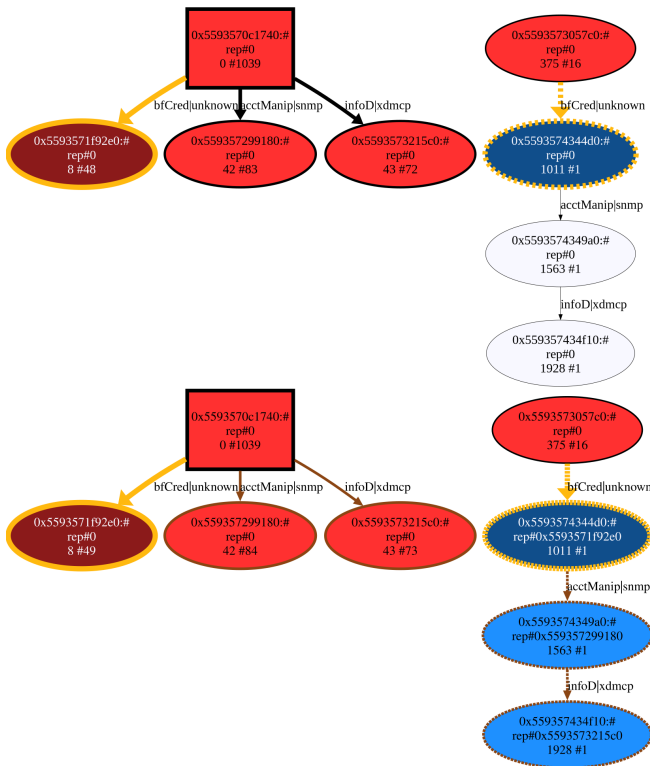 0x5593570c1740:#
rep#0
0 #1039
bfCred|unknown
acctManip|snmp
infoD|xdmcp
0x5593571f92e0:#
rep#0
8 #48
0x559357299180:#
rep#0
42 #83
0x5593573215c0:#
rep#0
43 #72
0x5593573057c0:#
rep#0
375 #16
bfCred|unknown
0x5593574344d0:#
rep#0
1011 #1
acctManip|snmp
0x5593574349a0:#
rep#0
1563 #1
infoD|xdmcp
0x559357434f10:#
rep#0
1928 #1
0x5593570c1740:#
rep#0
0 #1039
bfCred|unknown
acctManip|snmp
infoD|xdmcp
0x5593571f92e0:#
rep#0
8 #49
0x559357299180:#
rep#0
42 #84
0x5593573215c0:#
rep#0
43 #73
0x5593573057c0:#
rep#0
375 #16
bfCred|unknown
0x5593574344d0:#
rep#0x5593571f92e0
1011 #1
acctManip|snmp
0x5593574349a0:#
rep#0x559357299180
1563 #1
infoD|xdmcp
0x559357434f10:#
rep#0x5593573215c0
1928 #1